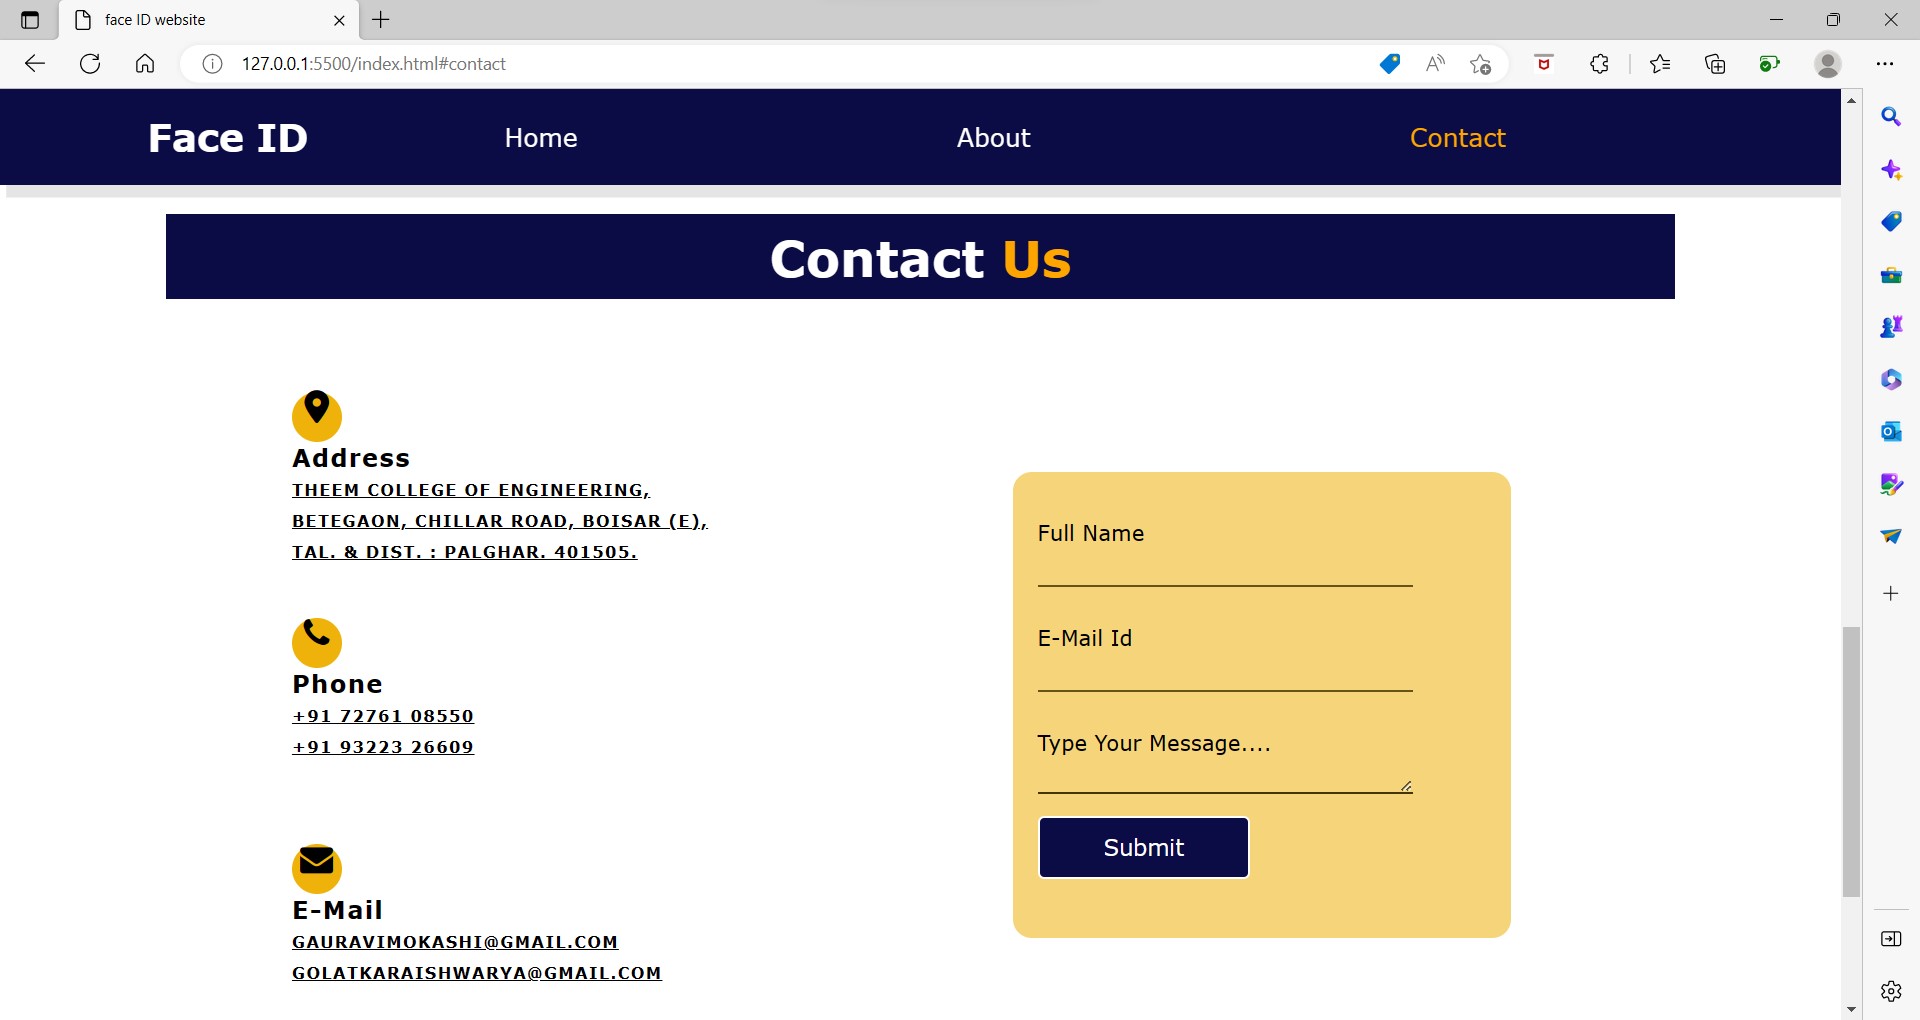 face ID website
127.0.0.1:5500/index.html#contact
Face ID
Home
About
Contact
Contact Us
Address
THEEM COLLEGE OF ENGINEERING,
BETEGAON, CHILLAR ROAD, BOISAR (E),
TAL. & DIST. : PALGHAR. 401505.
Phone
+91 72761 08550
+91 93223 26609
E-Mail
GAURAVIMOKASHI@GMAIL.COM
GOLATKARAISHWARYA@GMAIL.COM
Full Name
E-Mail Id
Type Your Message....
Submit